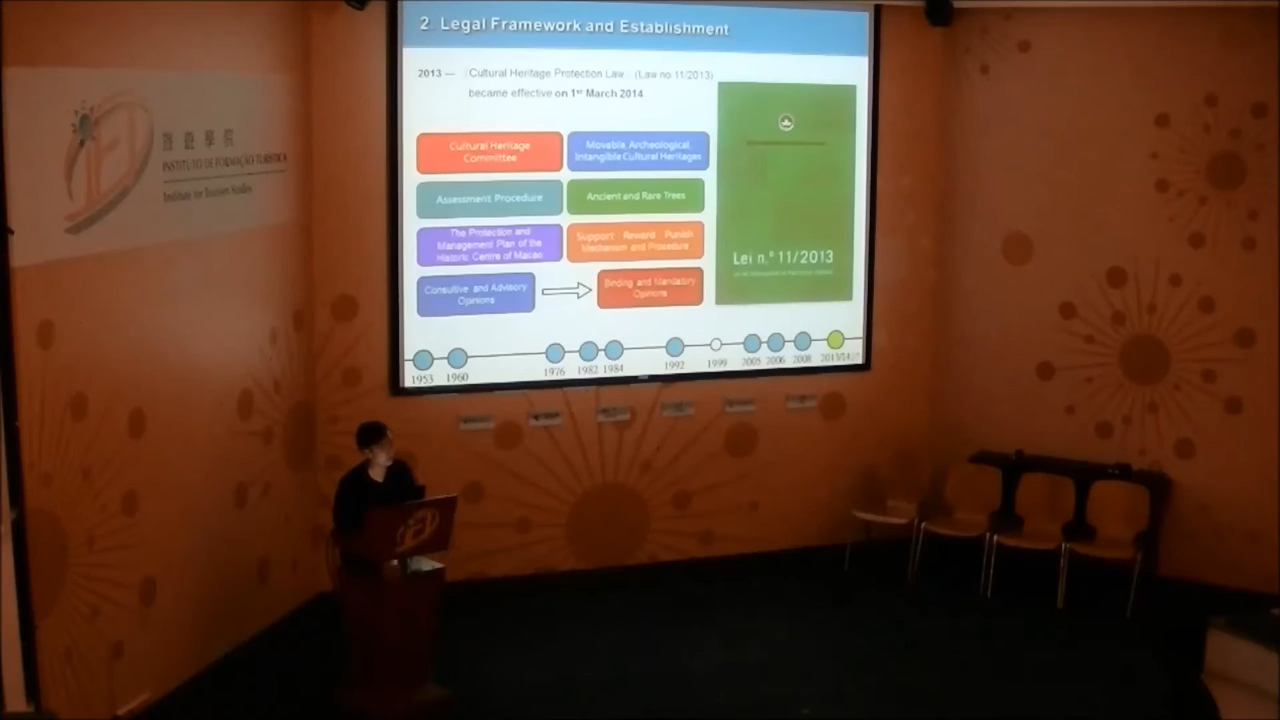 2 Legal Framework and Establishment
2013 — Cultural Heritage Protection Law (Law no 11/2013)
became effective on 1st March 2014
Cultural Heritage
Committee
Movable, Archeological,
Intangible Cultural Heritages
Assessment Procedure
Ancient and Rare Trees
The Protection and
Management Plan of the
Historic Centre of Macao
Support Reward Punish
Mechanism and Procedure
Consultive and Advisory
Opinions
Binding and Mandatory
Opinions
Lei n.º 11/2013
1953 1960 1976 1982 1984 1992 1999 2005 2006 2008 2013/14
旅遊學院
INSTITUTO DE FORMAÇÃO TURÍSTICA
Institute for Tourism Studies